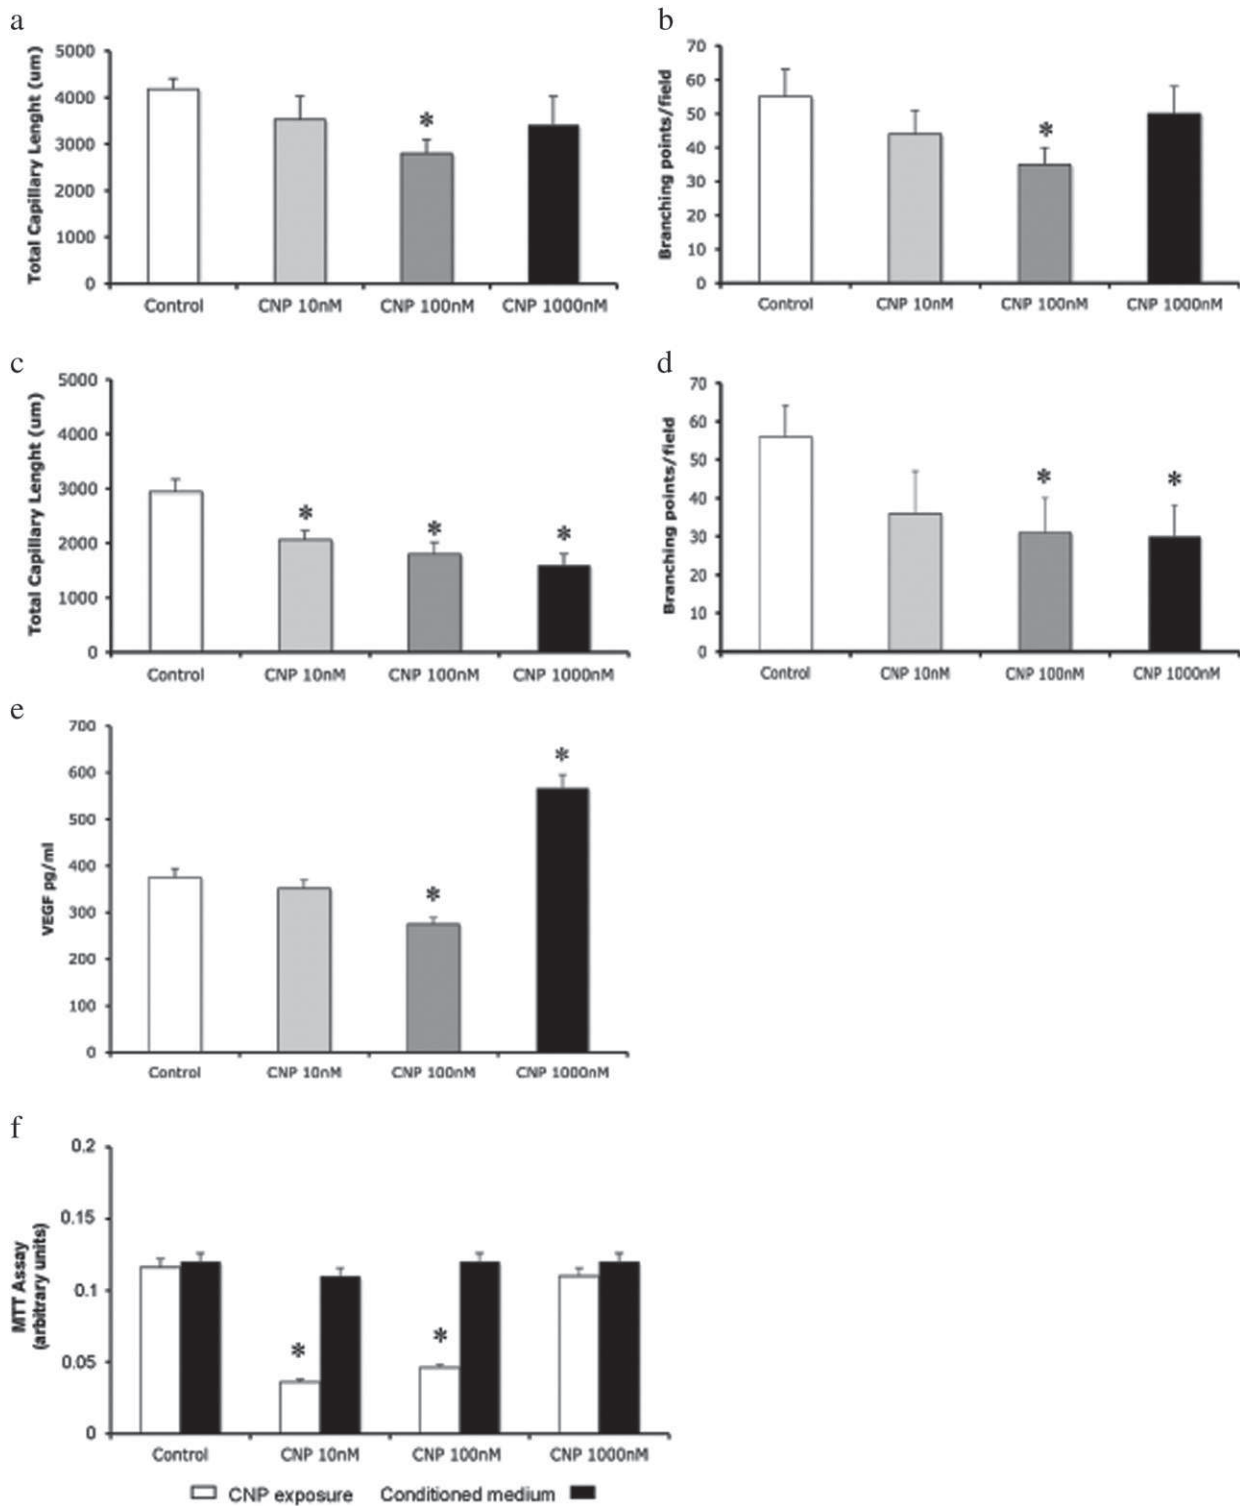 a
Total Capillary Lenght (um)
5000
4000
3000
2000
1000
0
*
Control CNP 10nM CNP 100nM CNP 1000nM
b
Branching points/field
70
60
50
40
30
20
10
0
*
Control CNP 10nM CNP 100nM CNP 1000nM
c
Total Capillary Lenght (um)
5000
4000
3000
2000
1000
0
* * *
Control CNP 10nM CNP 100nM CNP 1000nM
d
Branching points/field
70
60
50
40
30
20
10
0
* *
Control CNP 10nM CNP 100nM CNP 1000nM
e
VEGF pg/ml
700
600
500
400
300
200
100
0
* *
Control CNP 10nM CNP 100nM CNP 1000nM
f
MTT Assay
(arbitrary units)
0.2
0.15
0.1
0.05
0
* *
Control CNP 10nM CNP 100nM CNP 1000nM
CNP exposure Conditioned medium